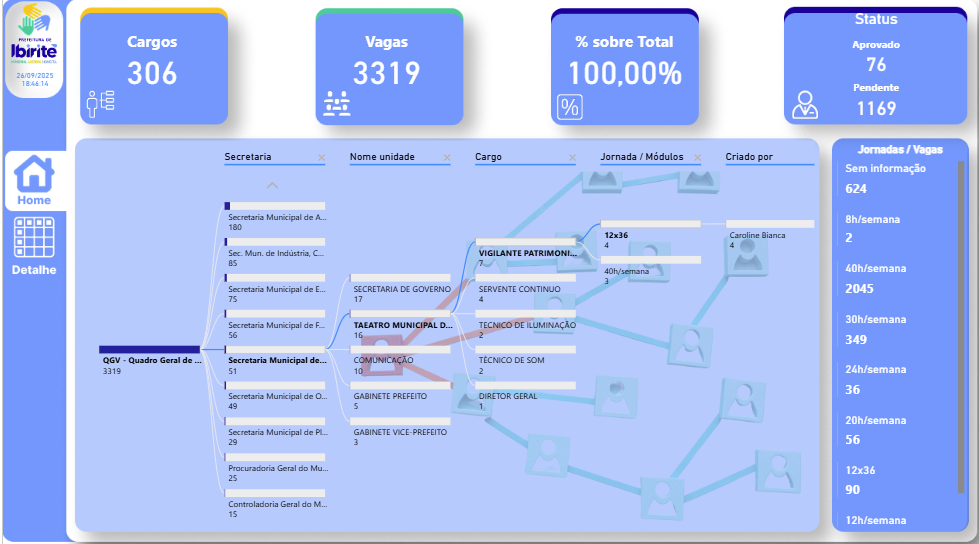 PREFEITURA DE
Ibirité
26/09/2025
18:46:14
Home
Detalhe
Cargos
306
Vagas
3319
% sobre Total
100,00%
%
Status
Aprovado
76
Pendente
1169
Secretaria
Nome unidade
Cargo
Jornada / Módulos
Criado por
QGV - Quadro Geral de ...
3319
Secretaria Municipal de A...
180
Sec. Mun. de Indústria, C...
85
Secretaria Municipal de E...
75
Secretaria Municipal de F...
56
Secretaria Municipal de...
51
Secretaria Municipal de O...
49
Secretaria Municipal de Pl...
29
Procuradoria Geral do Mu...
25
Controladoria Geral do M...
15
SECRETARIA DE GOVERNO
17
TAEATRO MUNICIPAL D...
16
COMUNICAÇÃO
10
GABINETE PREFEITO
5
GABINETE VICE-PREFEITO
3
VIGILANTE PATRIMONI...
7
SERVENTE CONTINUO
4
TECNICO DE ILUMINAÇÃO
2
TÉCNICO DE SOM
2
DIRETOR GERAL
1
12x36
4
40h/semana
3
Caroline Bianca
4
Jornadas / Vagas
Sem informação
624
8h/semana
2
40h/semana
2045
30h/semana
349
24h/semana
36
20h/semana
56
12x36
90
12h/semana